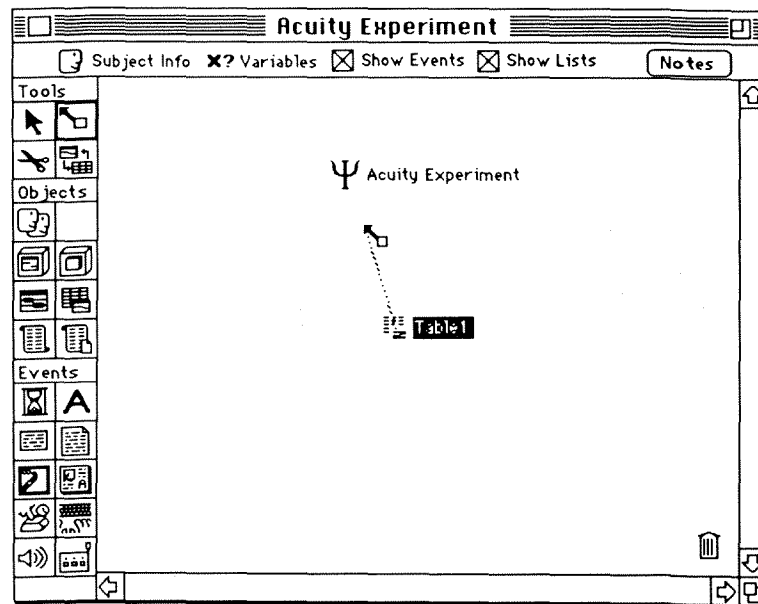 Acuity Experiment
Subject Info X? Variables Show Events Show Lists Notes
Tools
Ψ Acuity Experiment
Objects
Table1
Events
A